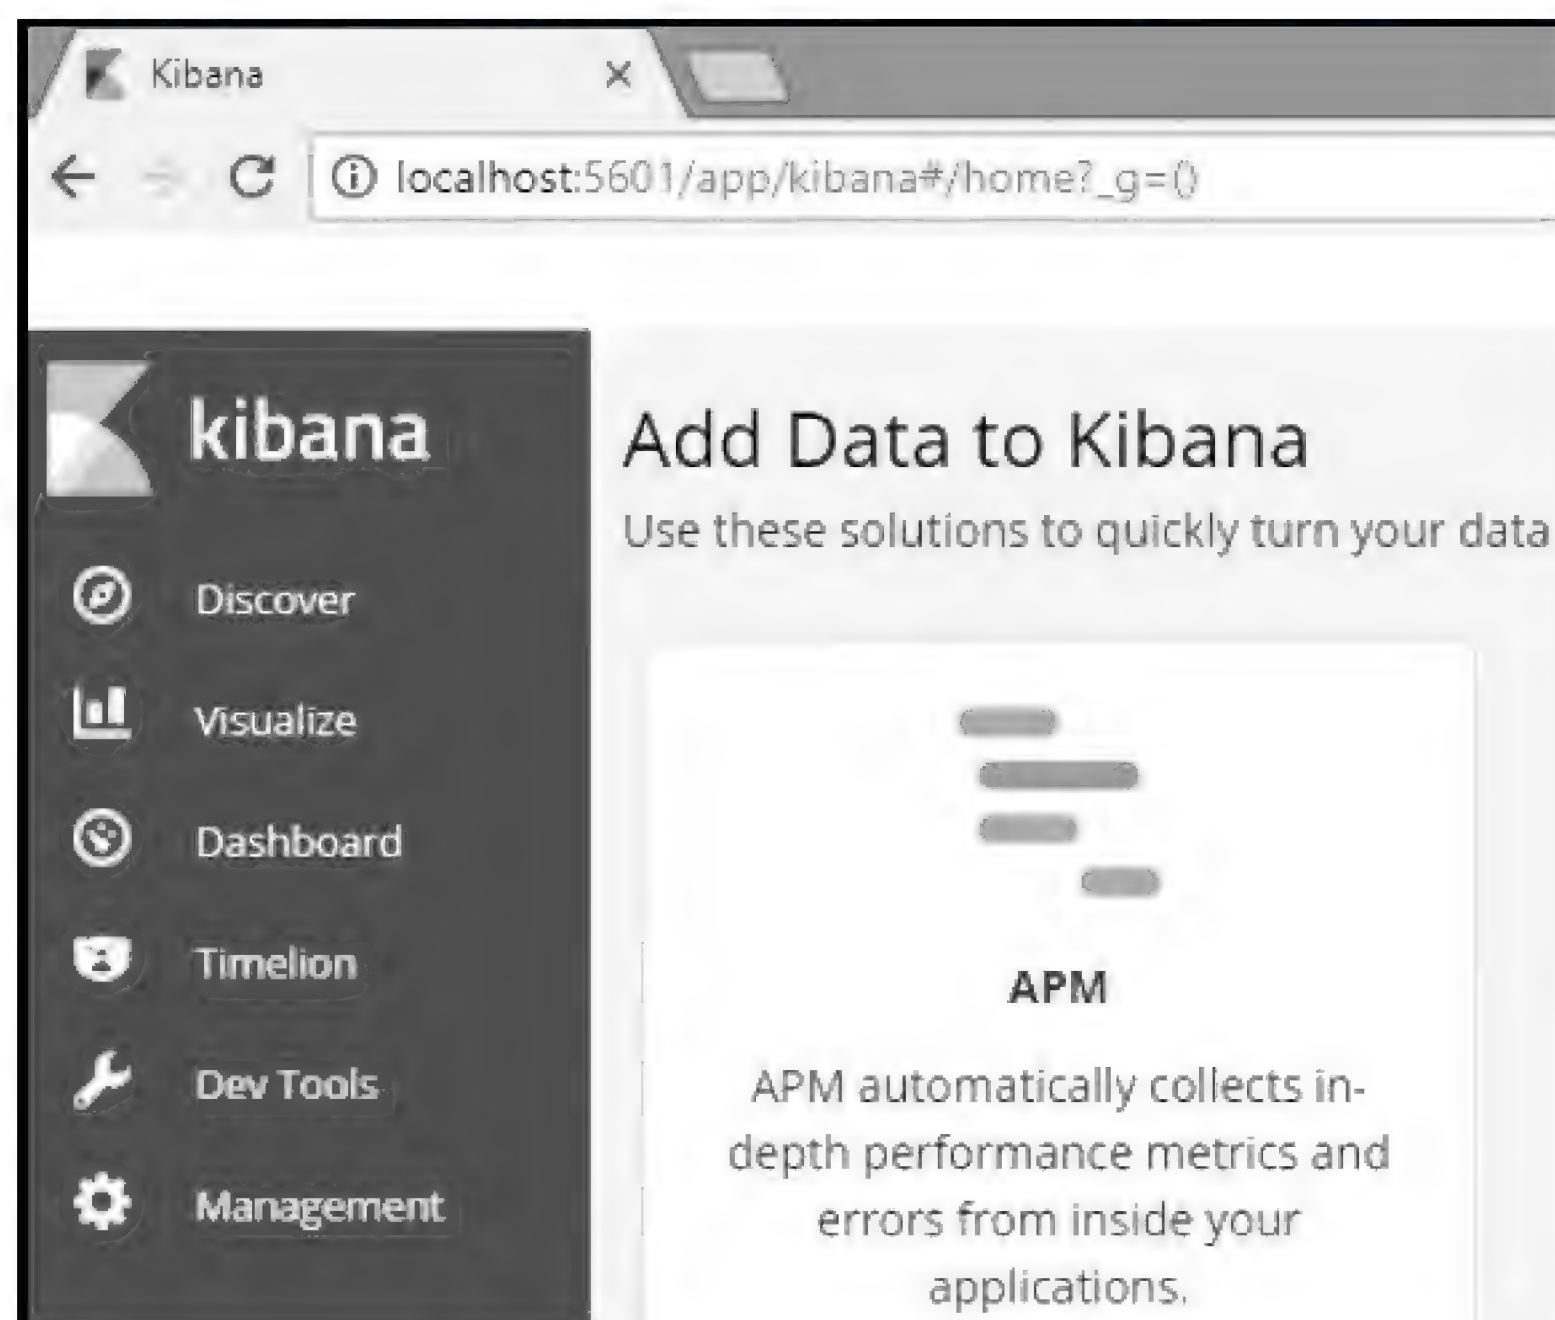 Kibana
localhost:5601/app/kibana#/home?_g=()
kibana
Discover
Visualize
Dashboard
Timelion
Dev Tools
Management
Add Data to Kibana
Use these solutions to quickly turn your data
APM
APM automatically collects in-
depth performance metrics and
errors from inside your
applications.